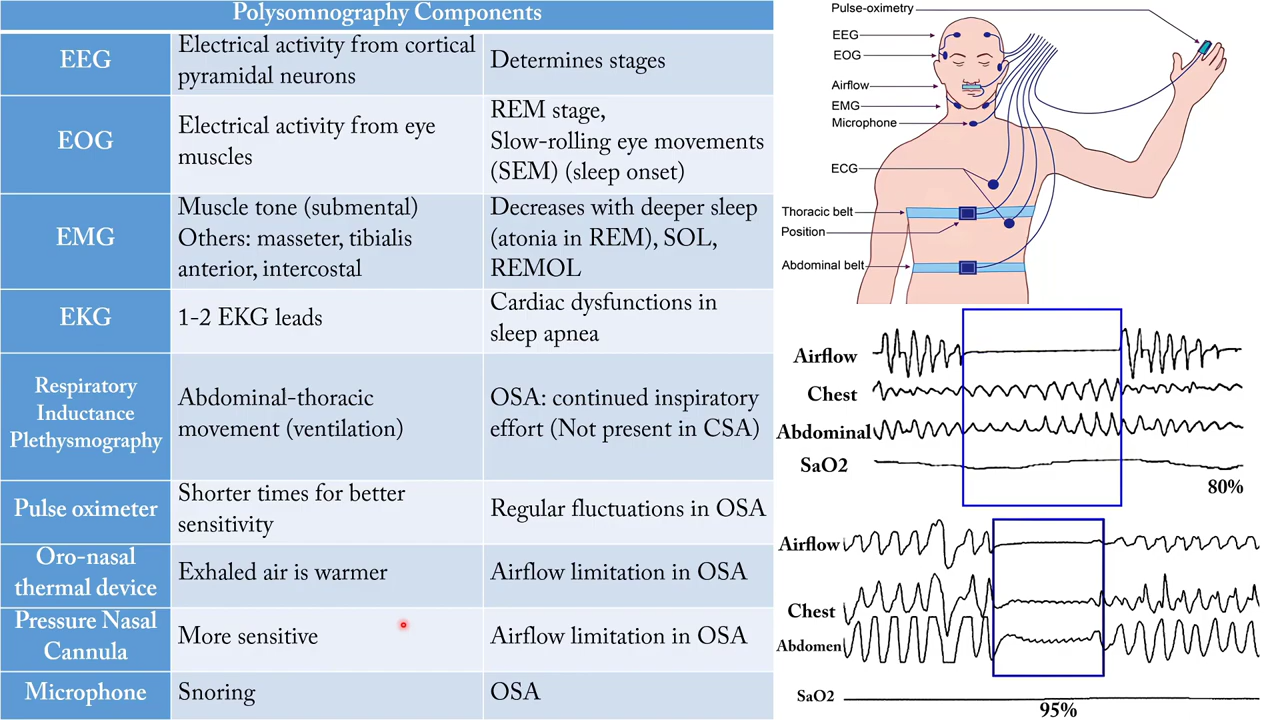 Polysomnography Components
EEG
Electrical activity from cortical
pyramidal neurons
Determines stages
EOG
Electrical activity from eye
muscles
REM stage,
Slow-rolling eye movements
(SEM) (sleep onset)
EMG
Muscle tone (submental)
Others: masseter, tibialis
anterior, intercostal
Decreases with deeper sleep
(atonia in REM), SOL,
REMOL
EKG
1-2 EKG leads
Cardiac dysfunctions in
sleep apnea
Respiratory
Inductance
Plethysmography
Abdominal-thoracic
movement (ventilation)
OSA: continued inspiratory
effort (Not present in CSA)
Pulse oximeter
Shorter times for better
sensitivity
Regular fluctuations in OSA
Oro-nasal
thermal device
Exhaled air is warmer
Airflow limitation in OSA
Pressure Nasal
Cannula
More sensitive
Airflow limitation in OSA
Microphone
Snoring
OSA
Pulse-oximetry
EEG
EOG
Airflow
EMG
Microphone
ECG
Thoracic belt
Position
Abdominal belt
Airflow
Chest
Abdominal
SaO2
80%
Airflow
Chest
Abdomen
SaO2
95%